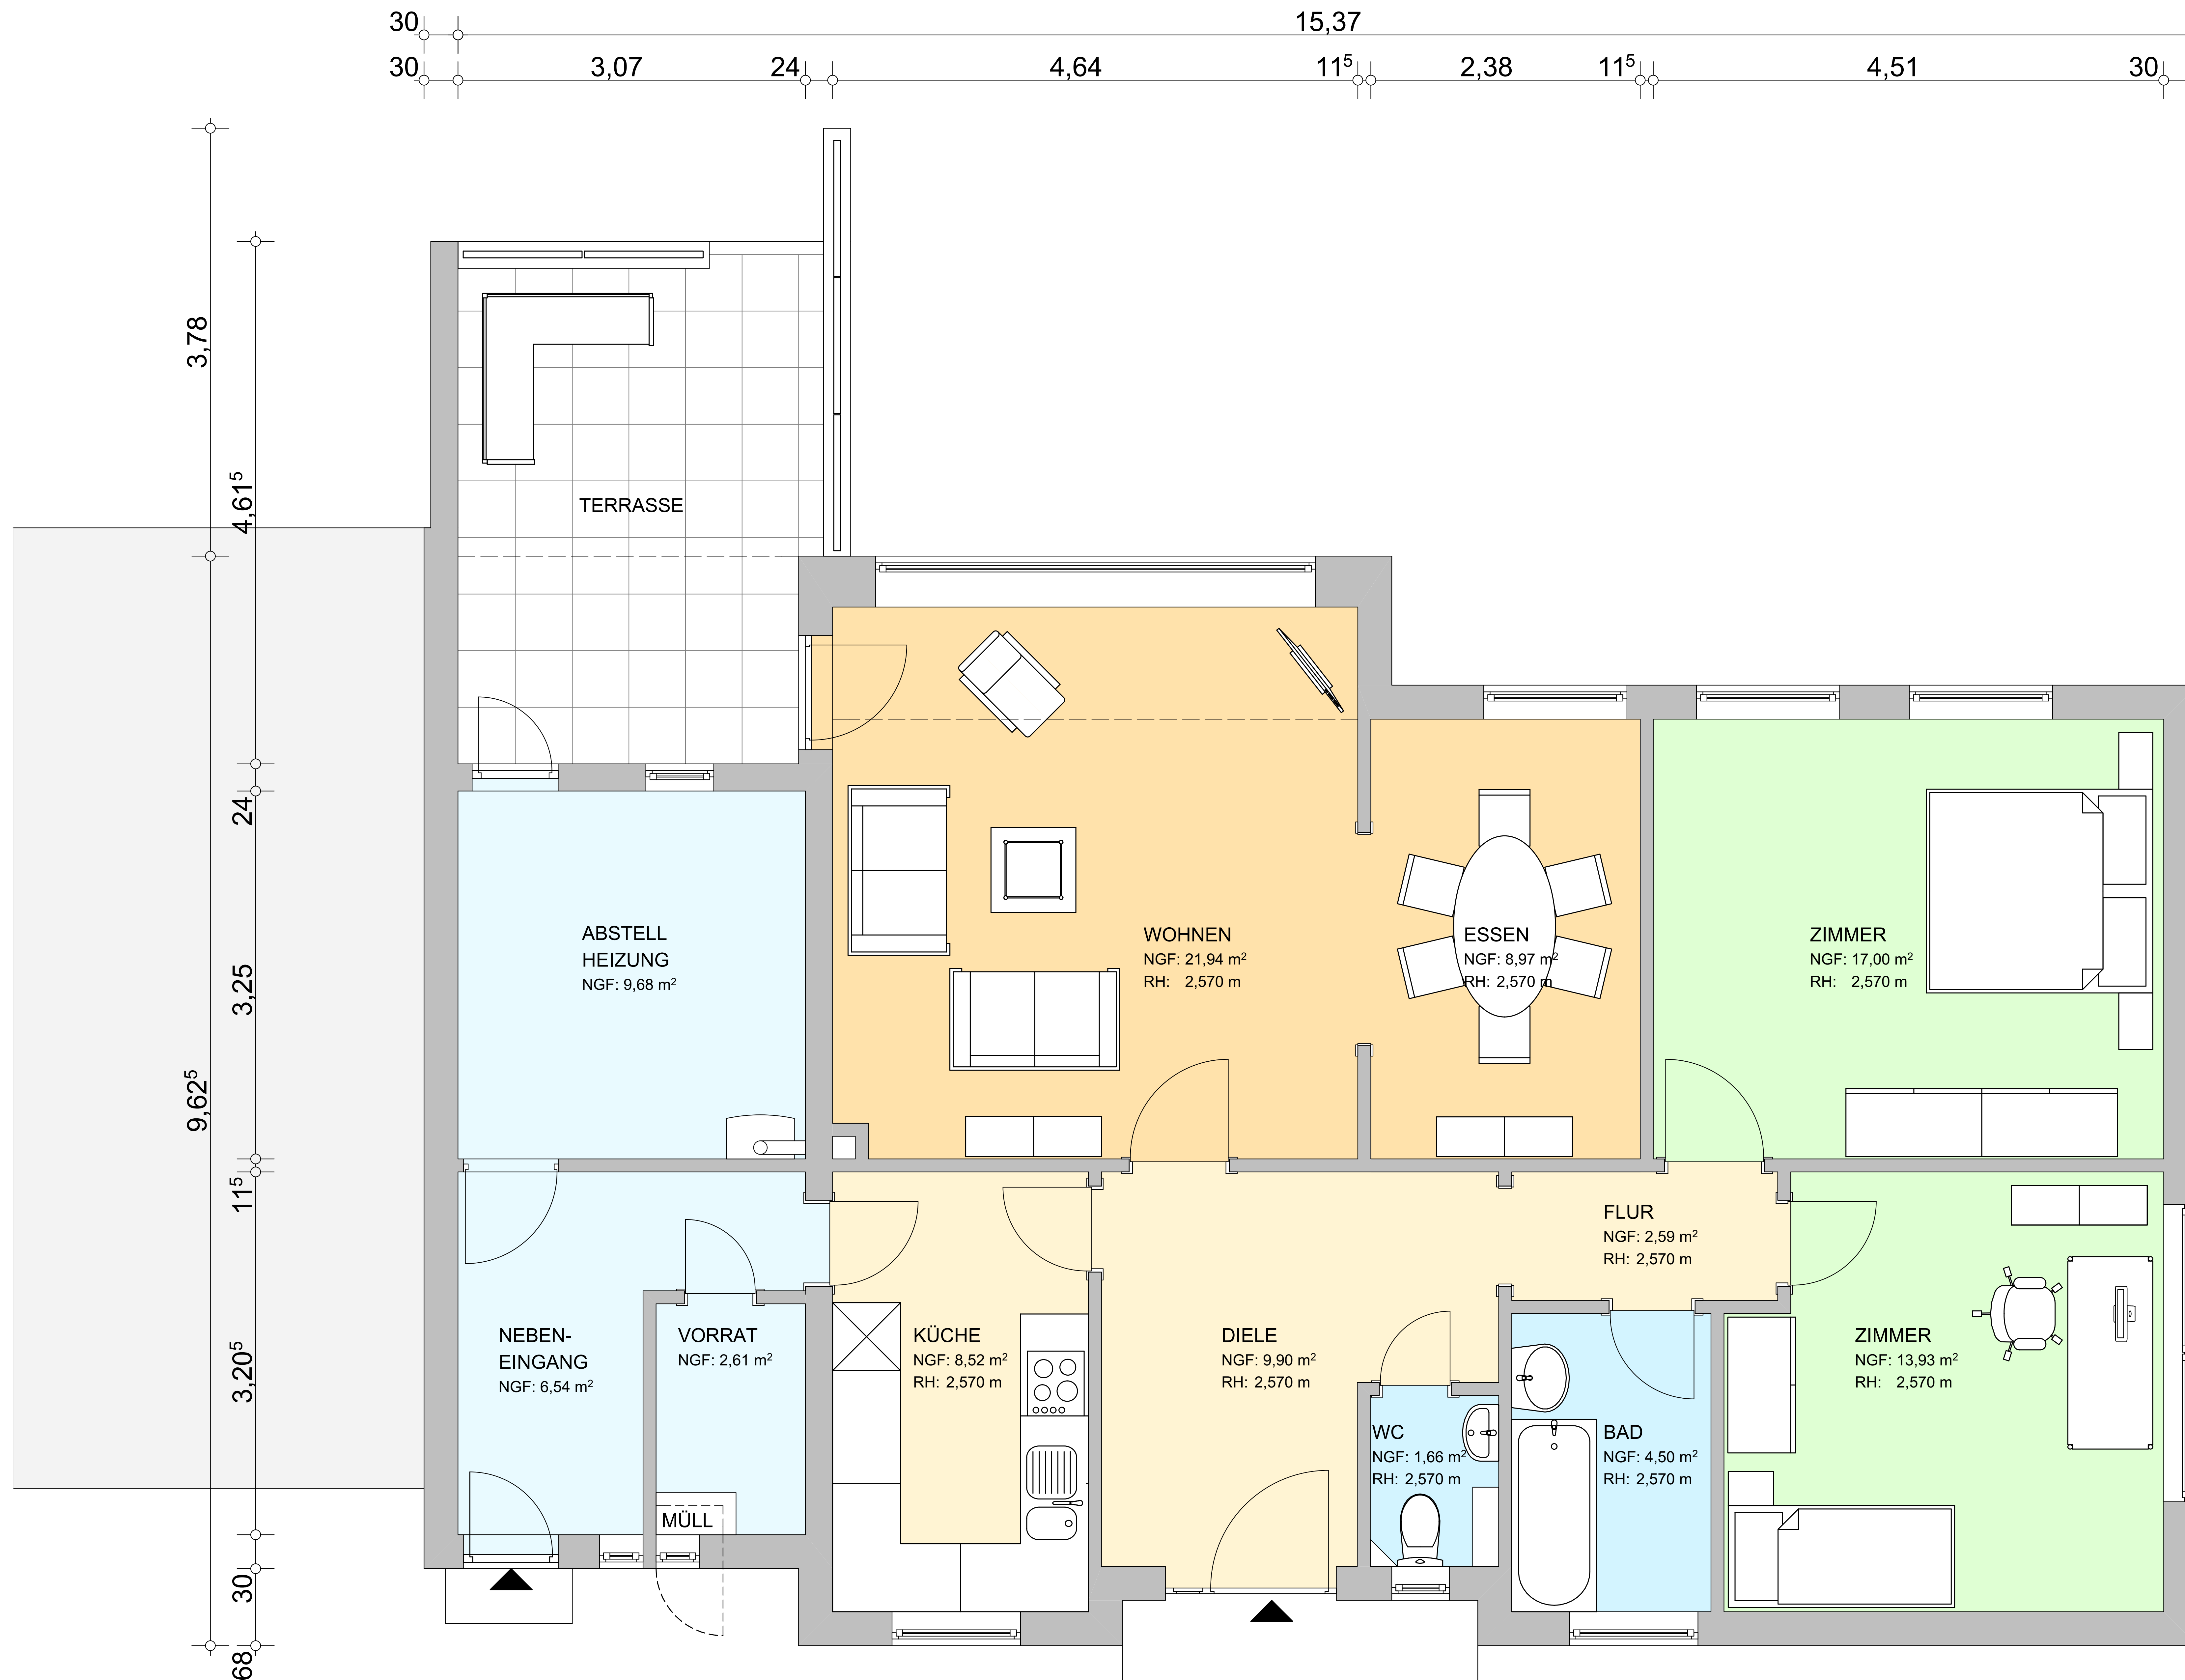 30
15,37
30
3,07
24
4,64
11⁵
2,38
11⁵
4,51
30
3,78
4,61⁵
24
3,25
9,62⁵
11⁵
3,20⁵
30
68
TERRASSE
ABSTELL
HEIZUNG
NGF: 9,68 m²
WOHNEN
NGF: 21,94 m²
RH: 2,570 m
ESSEN
NGF: 8,97 m²
RH: 2,570 m
ZIMMER
NGF: 17,00 m²
RH: 2,570 m
FLUR
NGF: 2,59 m²
RH: 2,570 m
NEBEN-
EINGANG
NGF: 6,54 m²
VORRAT
NGF: 2,61 m²
MÜLL
KÜCHE
NGF: 8,52 m²
RH: 2,570 m
DIELE
NGF: 9,90 m²
RH: 2,570 m
WC
NGF: 1,66 m²
RH: 2,570 m
BAD
NGF: 4,50 m²
RH: 2,570 m
ZIMMER
NGF: 13,93 m²
RH: 2,570 m